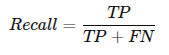 Recall = TP / (TP + FN)